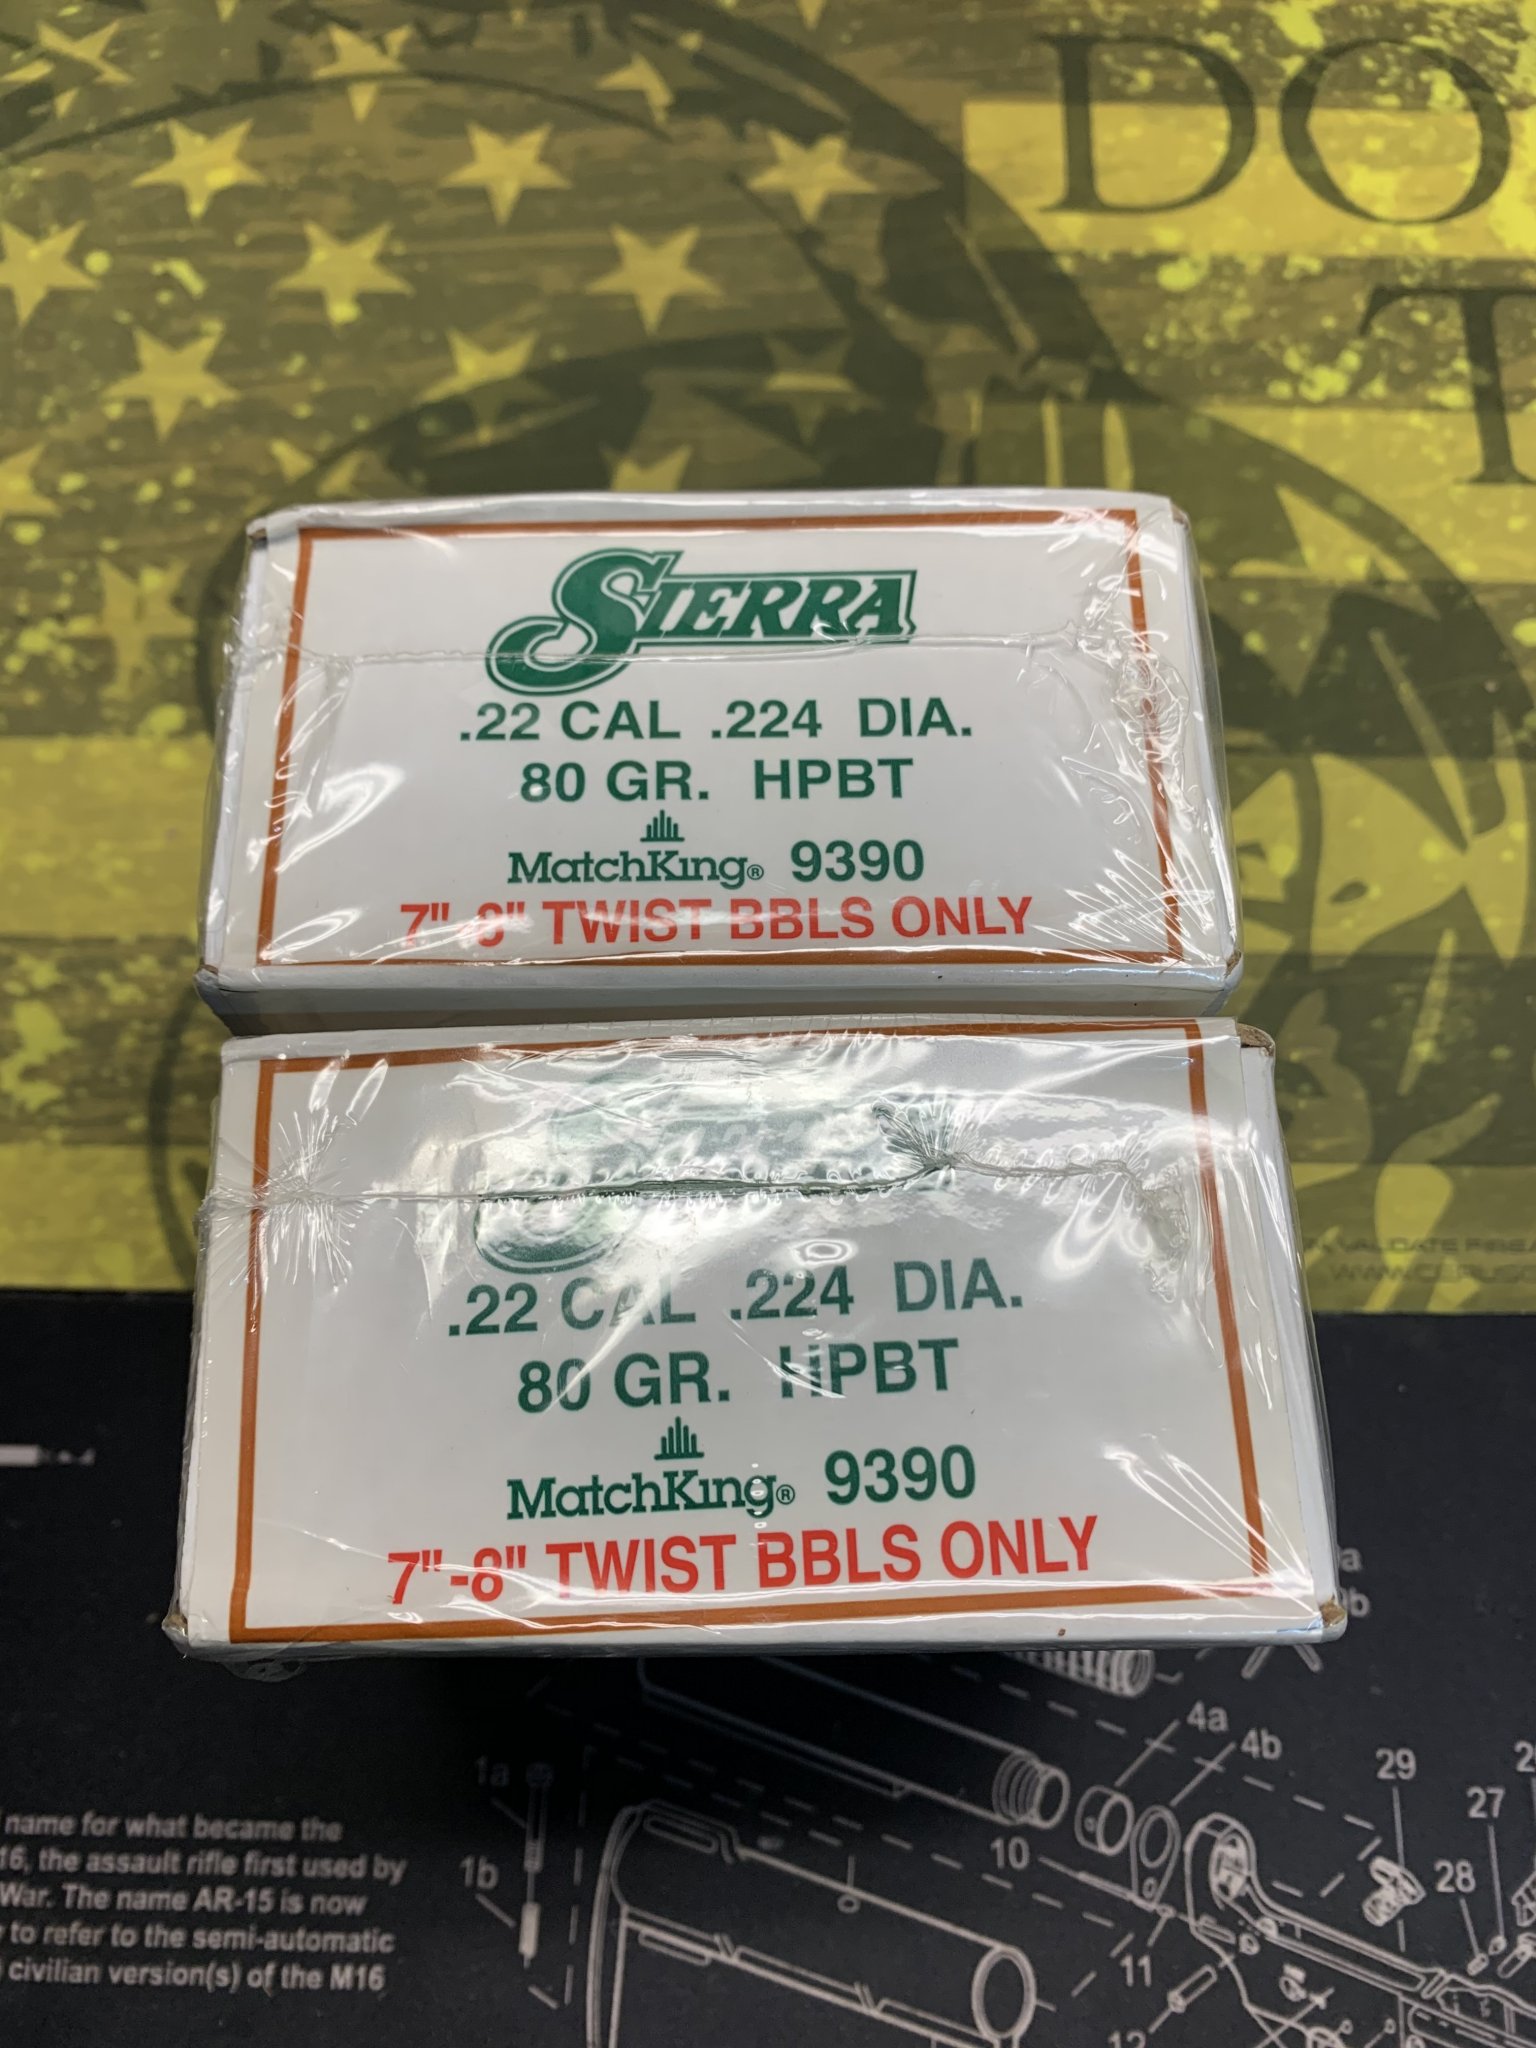 DO
T
SIERRA
.22 CAL .224 DIA.
80 GR. HPBT
MatchKing® 9390
7"-8" TWIST BBLS ONLY
.22 CAL .224 DIA.
80 GR. HPBT
MatchKing® 9390
7"-8" TWIST BBLS ONLY
4a
4b
29
27
28
1a
1b
10
11
12
name for what became the
16, the assault rifle first used by
War. The name AR-15 is now
to refer to the semi-automatic
civilian version(s) of the M16